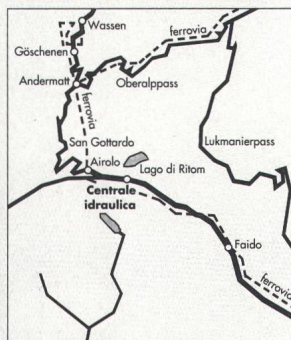 Wassen
ferrovia
Göschenen
Andermatt
Oberalppass
ferrovia
San Gottardo
Lukmanierpass
Airolo
Lago di Ritom
Centrale
idraulica
Faido
ferrovia